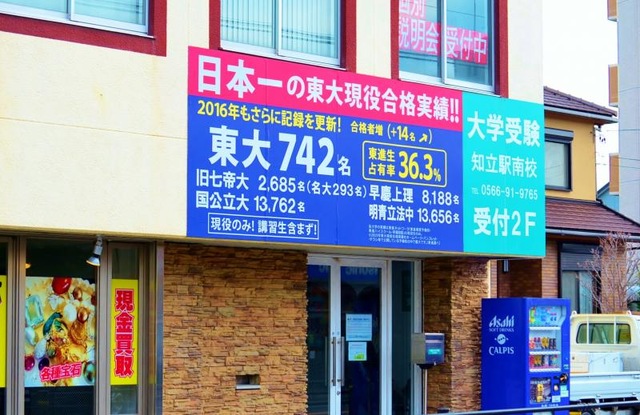 個別
説明会 受付中
日本一の東大現役合格実績!!
2016年もさらに記録を更新! 合格者増 (+14名↗)
東大742名
東進生
占有率 36.3%
旧七帝大 2,685名(名大293名)
早慶上理 8,188名
国公立大 13,762名
明青立法中 13,656名
現役のみ! 講習生含まず!
大学受験
知立駅南校
TEL 0566-91-9765
受付2F
現金買取
各種宝石
Asahi
SOFT DRINKS
CALPIS